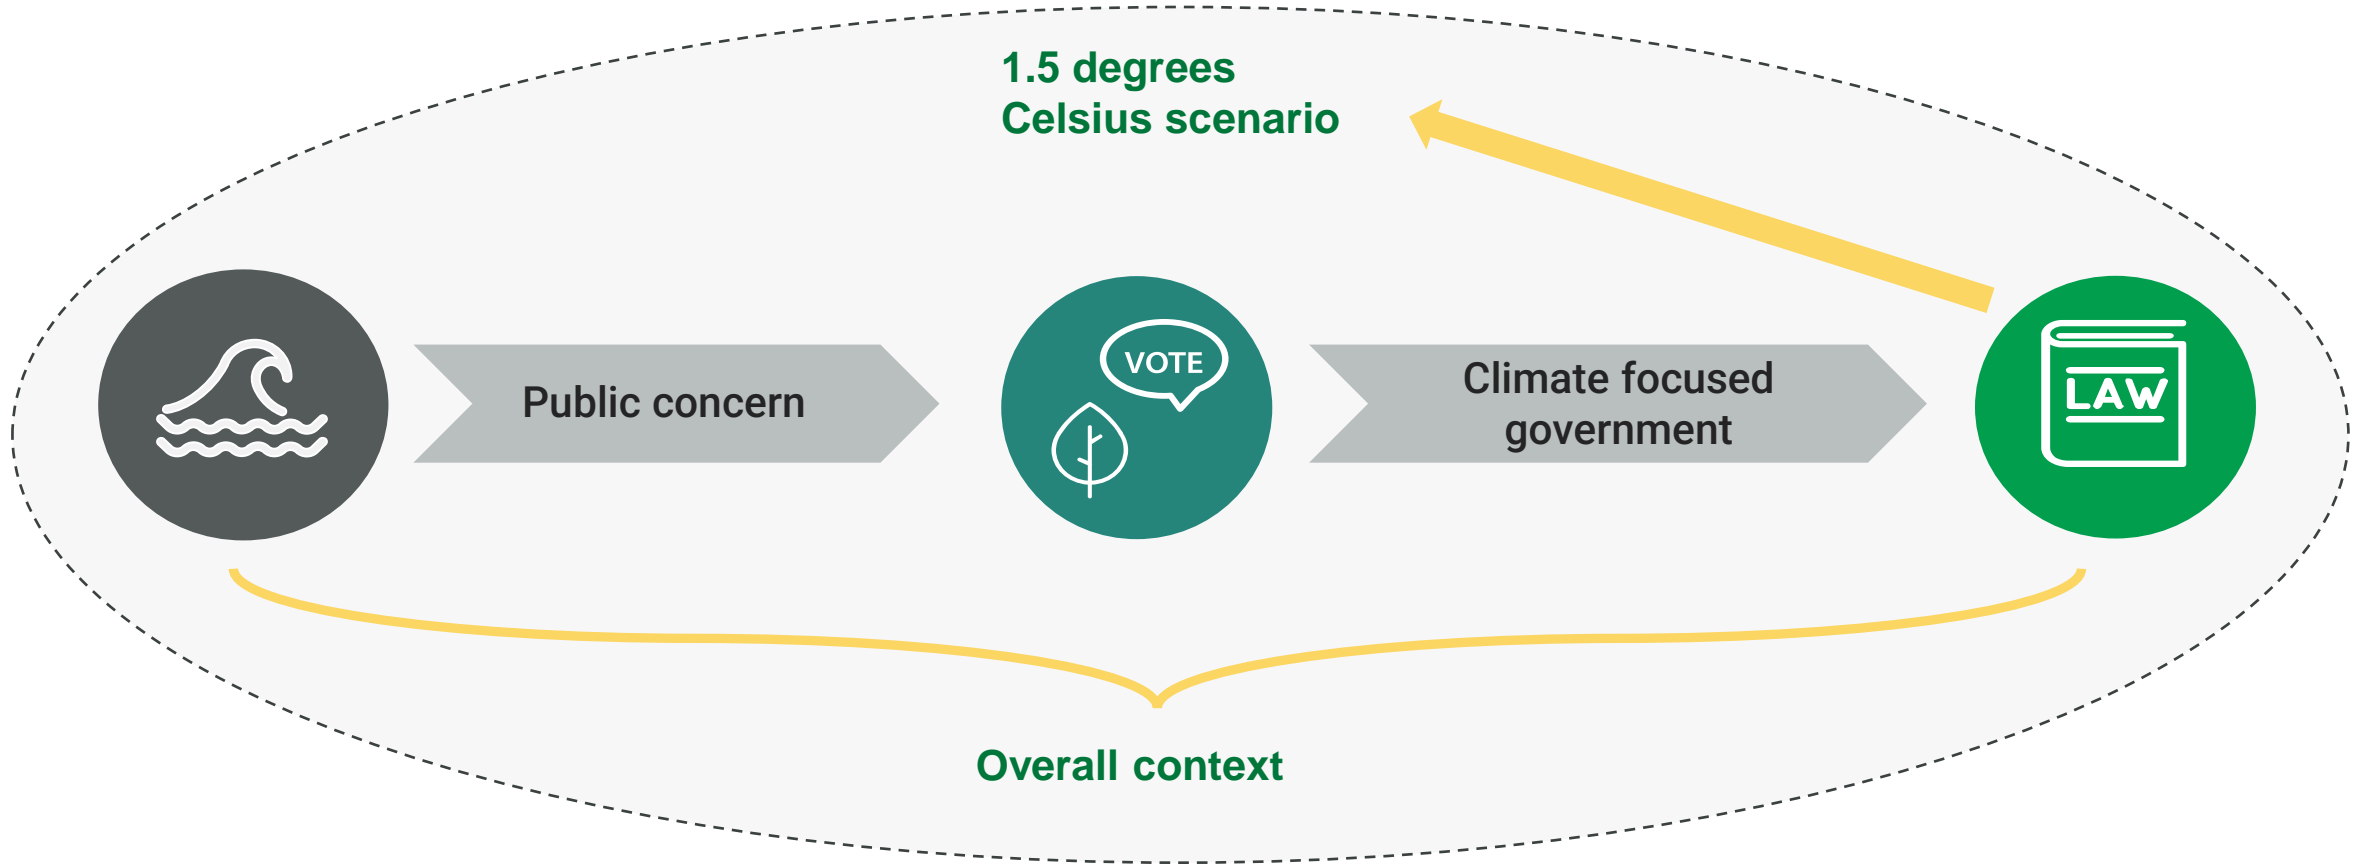 1.5 degrees
Celsius scenario
Public concern
VOTE
Climate focused
government
LAW
Overall context